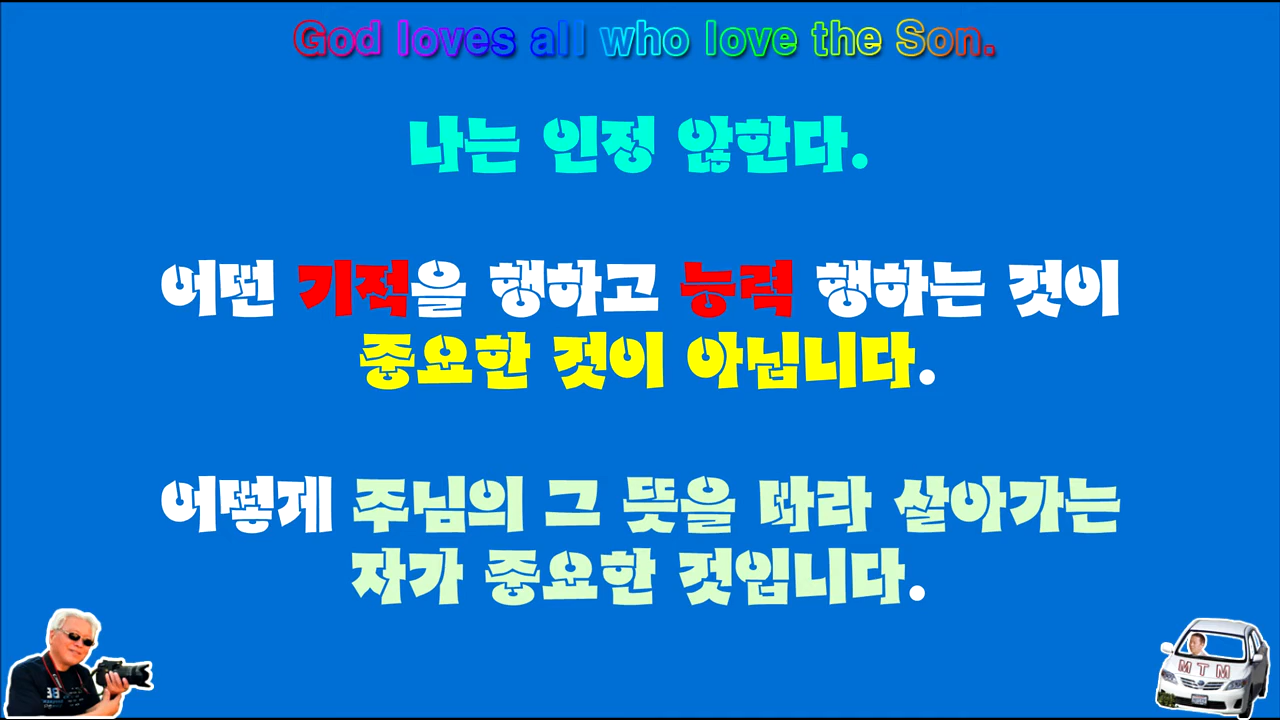 God loves all who love the Son.
나는 인정 않한다.
어떤 기적을 행하고 능력 행하는 것이
중요한 것이 아닙니다.
어떻게 주님의 그 뜻을 따라 살아가는
자가 중요한 것입니다.
MTM